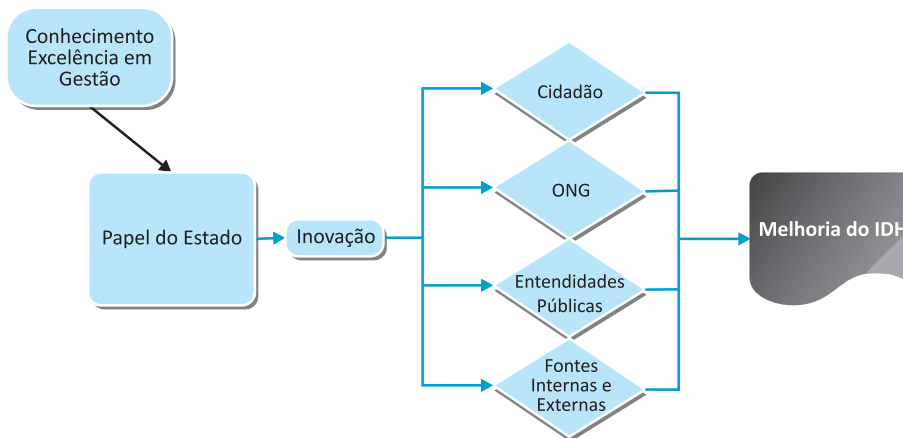 Conhecimento
Excelência em
Gestão
Papel do Estado
Inovação
Cidadão
ONG
Entendidades
Públicas
Fontes
Internas e
Externas
Melhoria do IDH